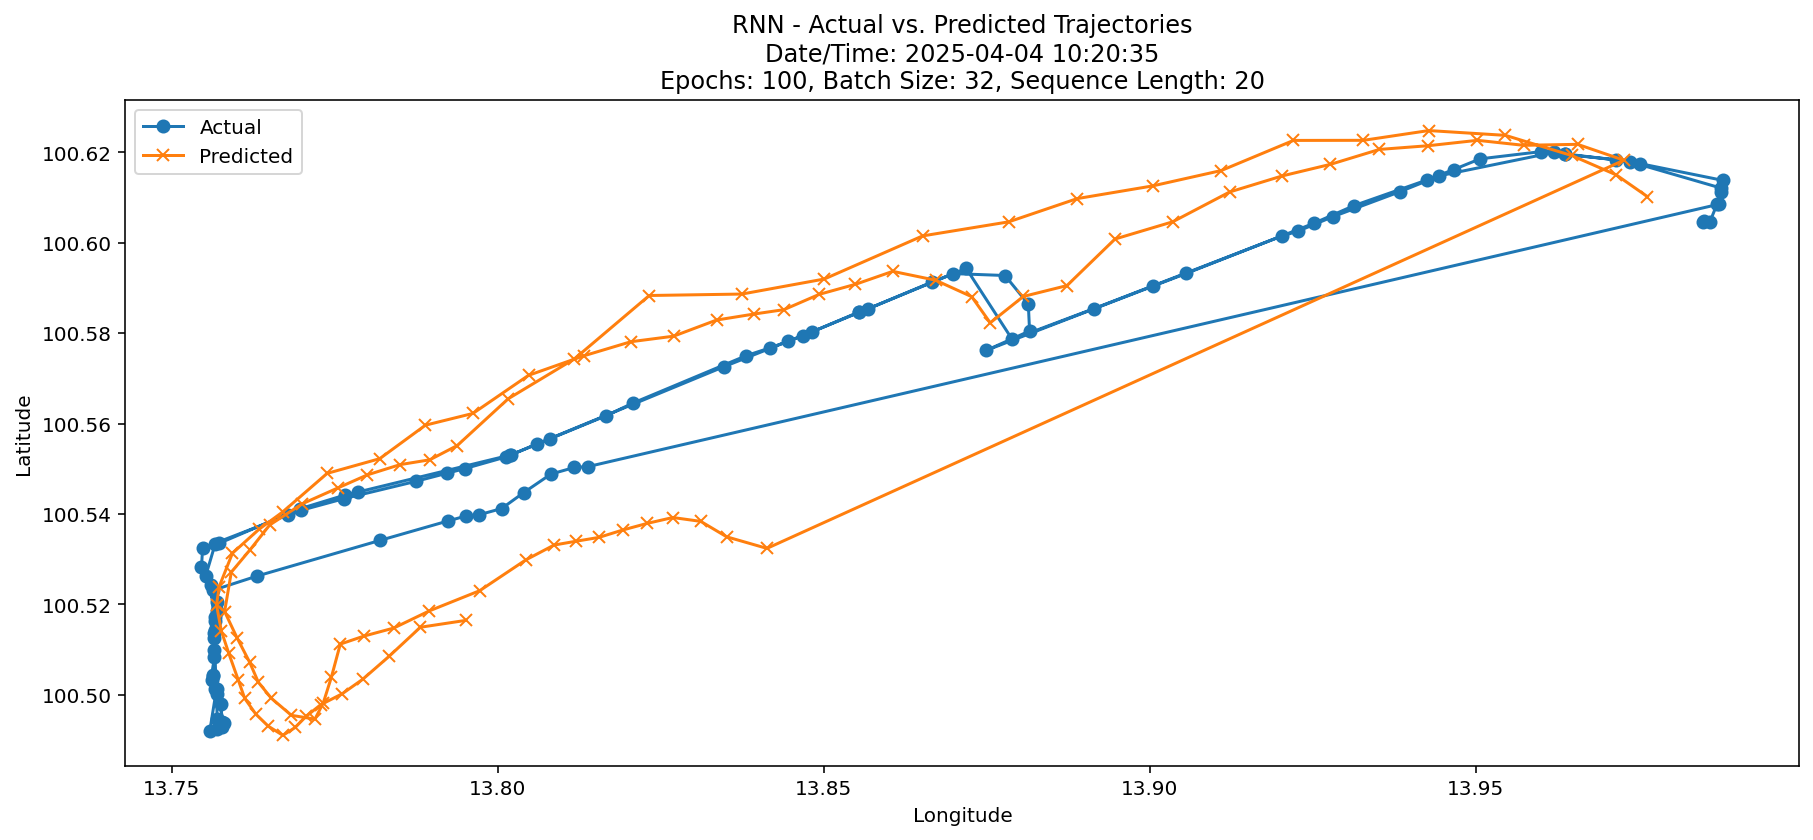 RNN - Actual vs. Predicted Trajectories
Date/Time: 2025-04-04 10:20:35
Epochs: 100, Batch Size: 32, Sequence Length: 20
Actual
Predicted
100.62
100.60
100.58
100.56
100.54
100.52
100.50
Latitude
13.75
13.80
13.85
13.90
13.95
Longitude